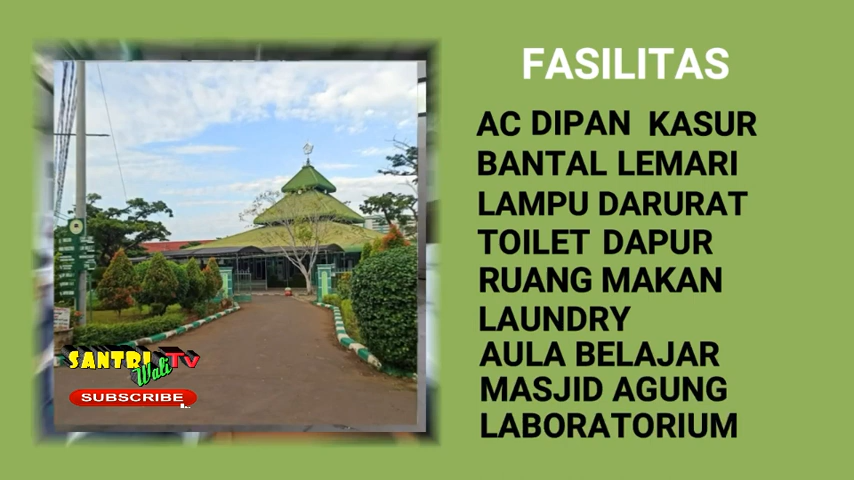 FASILITAS
AC DIPAN KASUR
BANTAL LEMARI
LAMPU DARURAT
TOILET DAPUR
RUANG MAKAN
LAUNDRY
AULA BELAJAR
MASJID AGUNG
LABORATORIUM
SANTRI TV
Wali
SUBSCRIBE